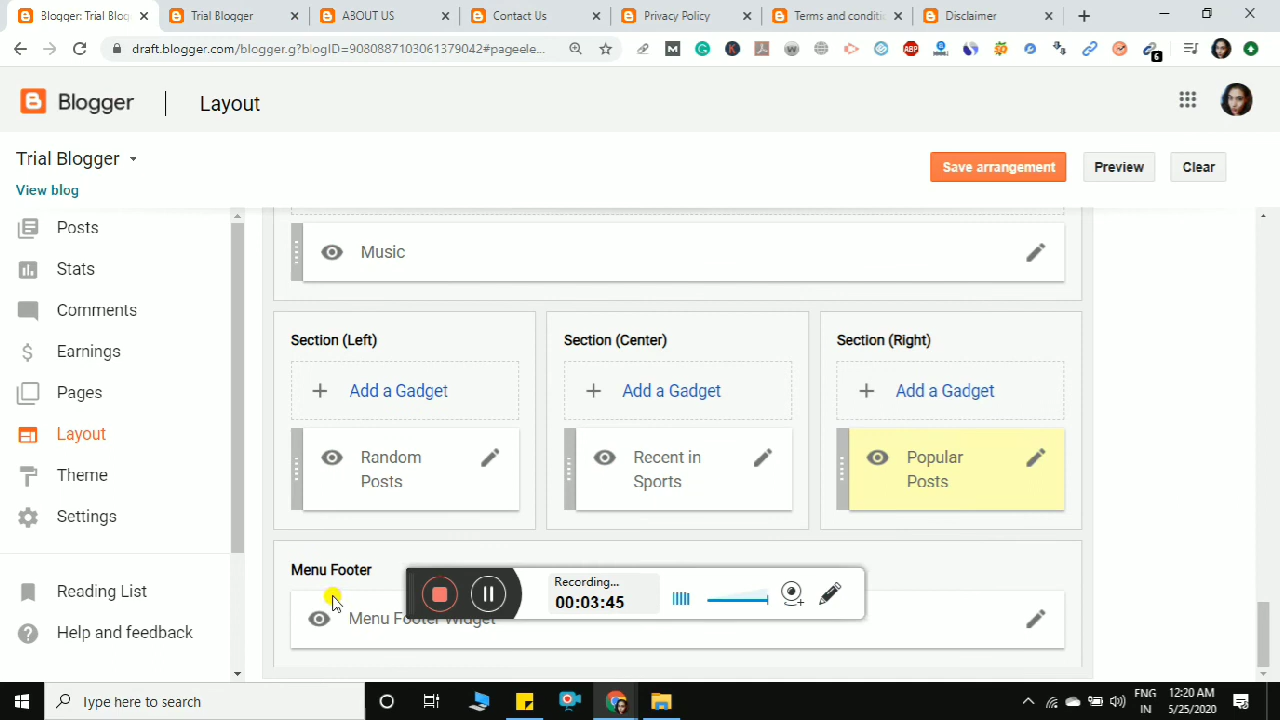 Blogger: Trial Blog
Trial Blogger
ABOUT US
Contact Us
Privacy Policy
Terms and conditi
Disclaimer
draft.blogger.com/blogger.g?blogID=9080887103061379042#pageele...
M
G
K
W
ABP
6
Blogger
Layout
Trial Blogger
View blog
Save arrangement
Preview
Clear
Posts
Stats
Comments
Earnings
Pages
Layout
Theme
Settings
Reading List
Help and feedback
Music
Section (Left)
Add a Gadget
Random
Posts
Section (Center)
Add a Gadget
Recent in
Sports
Section (Right)
Add a Gadget
Popular
Posts
Menu Footer
Menu Footer Widget
Recording...
00:03:45
Type here to search
ENG
IN
12:20 AM
5/25/2020